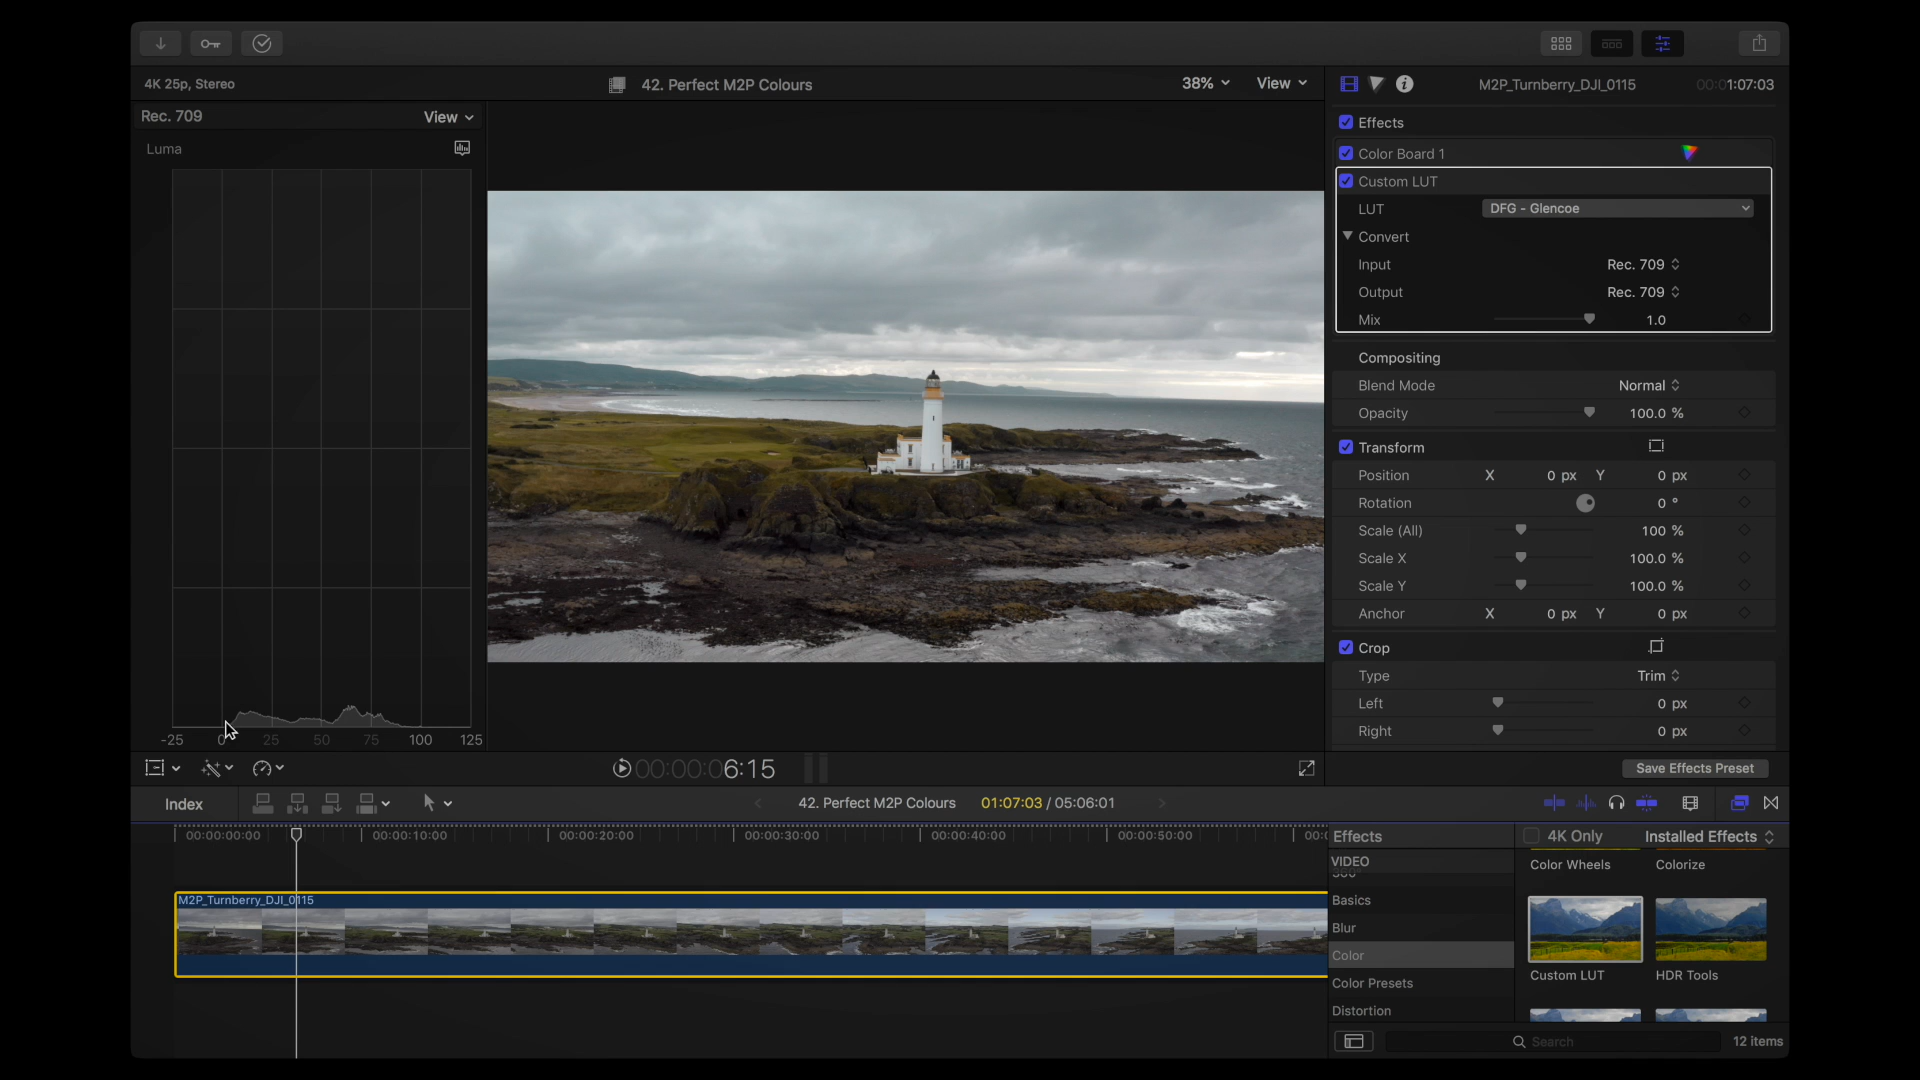 4K 25p, Stereo
42. Perfect M2P Colours
38%
View
M2P_Turnberry_DJI_0115
00:01:07:03
Rec. 709
View
Luma
-25
0
25
50
75
100
125
Effects
Color Board 1
Custom LUT
LUT
DFG - Glencoe
Convert
Input
Rec. 709
Output
Rec. 709
Mix
1.0
Compositing
Blend Mode
Normal
Opacity
100.0 %
Transform
Position
X
0 px
Y
0 px
Rotation
0 °
Scale (All)
100 %
Scale X
100.0 %
Scale Y
100.0 %
Anchor
X
0 px
Y
0 px
Crop
Type
Trim
Left
0 px
Right
0 px
00:00:06:15
Save Effects Preset
Index
42. Perfect M2P Colours
01:07:03 / 05:06:01
00:00:00:00
00:00:10:00
00:00:20:00
00:00:30:00
00:00:40:00
00:00:50:00
M2P_Turnberry_DJI_0115
Effects
4K Only
Installed Effects
VIDEO
360°
Basics
Blur
Color
Color Presets
Distortion
Color Wheels
Colorize
Custom LUT
HDR Tools
Search
12 items